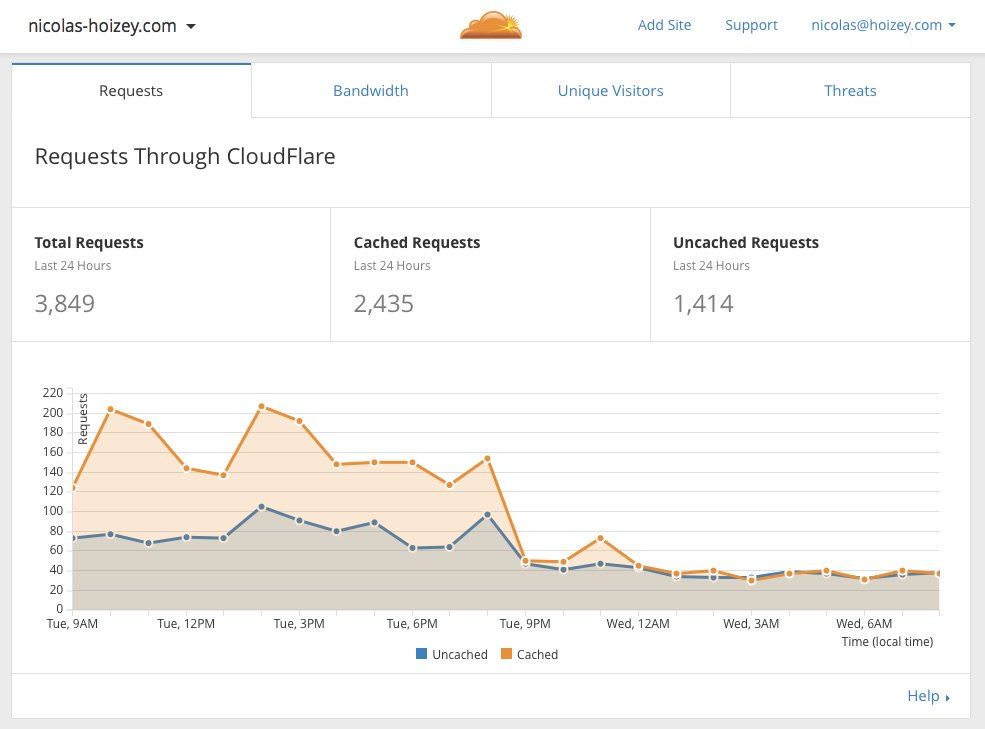 nicolas-hoizey.com Add Site Support nicolas@hoizey.com
Requests Bandwidth Unique Visitors Threats
Requests Through CloudFlare
Total Requests Cached Requests Uncached Requests
Last 24 Hours Last 24 Hours Last 24 Hours
3,849 2,435 1,414
Requests
220
200
180
160
140
120
100
80
60
40
20
0
Tue, 9AM Tue, 12PM Tue, 3PM Tue, 6PM Tue, 9PM Wed, 12AM Wed, 3AM Wed, 6AM
Time (local time)
Uncached Cached
Help